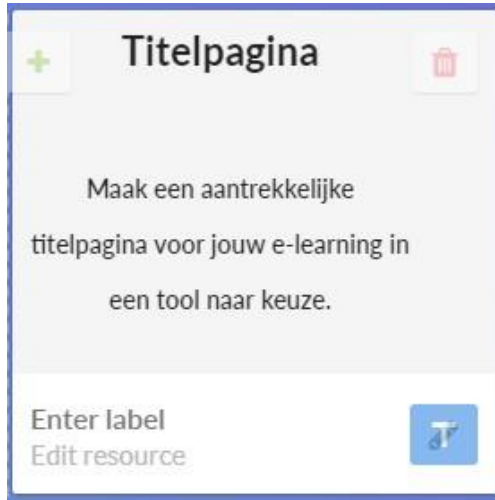 Titelpagina
Maak een aantrekkelijke
titelpagina voor jouw e-learning in
een tool naar keuze.
Enter label
Edit resource